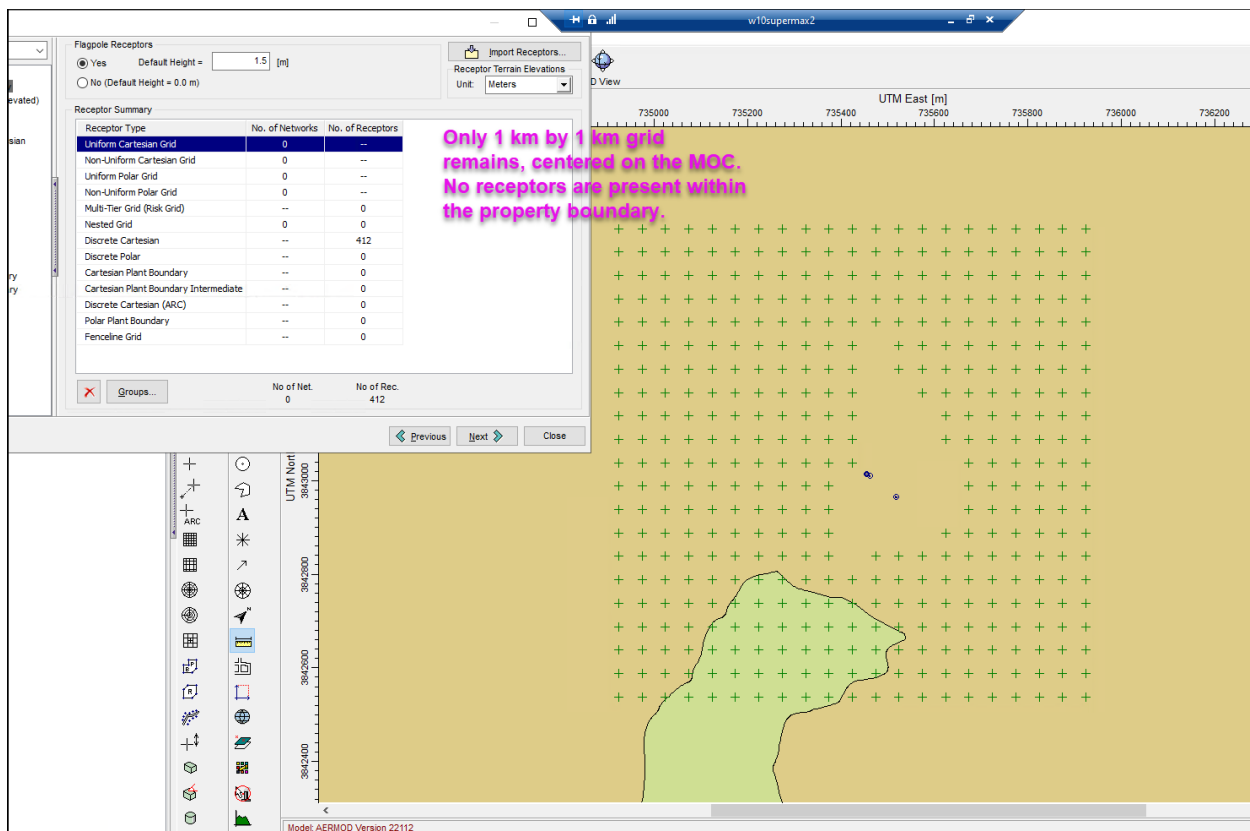 w10supermax2
Flagpole Receptors
Yes Default Height = 1.5 [m]
No (Default Height = 0.0 m)
Import Receptors...
Receptor Terrain Elevations
Unit: Meters
Receptor Summary
Receptor Type No. of Networks No. of Receptors
Uniform Cartesian Grid 0 --
Non-Uniform Cartesian Grid 0 --
Uniform Polar Grid 0 --
Non-Uniform Polar Grid 0 --
Multi-Tier Grid (Risk Grid) -- 0
Nested Grid 0 0
Discrete Cartesian -- 412
Discrete Polar -- 0
Cartesian Plant Boundary -- 0
Cartesian Plant Boundary Intermediate -- 0
Discrete Cartesian (ARC) -- 0
Polar Plant Boundary -- 0
Fenceline Grid -- 0
Groups...
No of Net. No of Rec.
0 412
Previous Next Close
evated)
sian
ry
ry
D View
UTM East [m]
735000 735200 735400 735600 735800 736000 736200
Only 1 km by 1 km grid
remains, centered on the MOC.
No receptors are present within
the property boundary.
UTM Nort
3843000
3842800
3842600
3842400
ARC
A
N
R
Model: AERMOD Version 22112